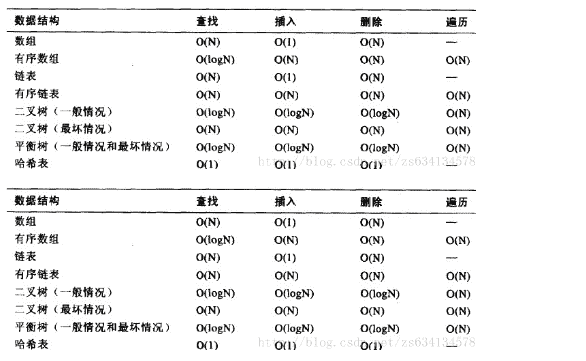 数据结构 查找 插入 删除 遍历
数组 O(N) O(1) O(N) —
有序数组 O(logN) O(N) O(N) O(N)
链表 O(N) O(1) O(N) —
有序链表 O(N) O(N) O(N) O(N)
二叉树（一般情况） O(logN) O(logN) O(logN) O(N)
二叉树（最坏情况） O(N) O(N) O(N) O(N)
平衡树（一般情况和最坏情况） O(logN) O(logN) O(logN) O(N)
http://blog.csdn.net/zs634134578
哈希表 O(1) O(1) O(1) —
数据结构 查找 插入 删除 遍历
数组 O(N) O(1) O(N) —
有序数组 O(logN) O(N) O(N) O(N)
链表 O(N) O(1) O(N) —
有序链表 O(N) O(N) O(N) O(N)
二叉树（一般情况） O(logN) O(logN) O(logN) O(N)
二叉树（最坏情况） O(N) O(N) O(N) O(N)
平衡树（一般情况和最坏情况） O(logN) O(logN) O(logN) O(N)
http://blog.csdn.net/zs634134578
哈希表 O(1) O(1) O(1) —